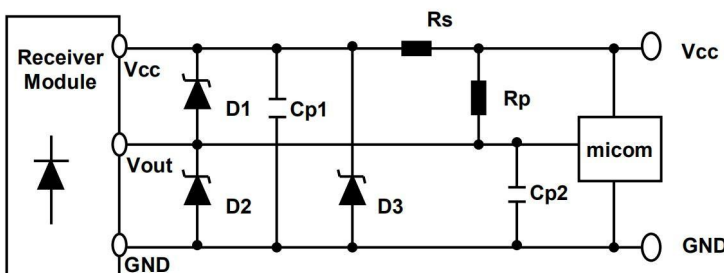 Rs
Receiver
Module
Vcc
Vcc
D1
Cp1
Rp
Vout
micom
D2
D3
Cp2
GND
GND